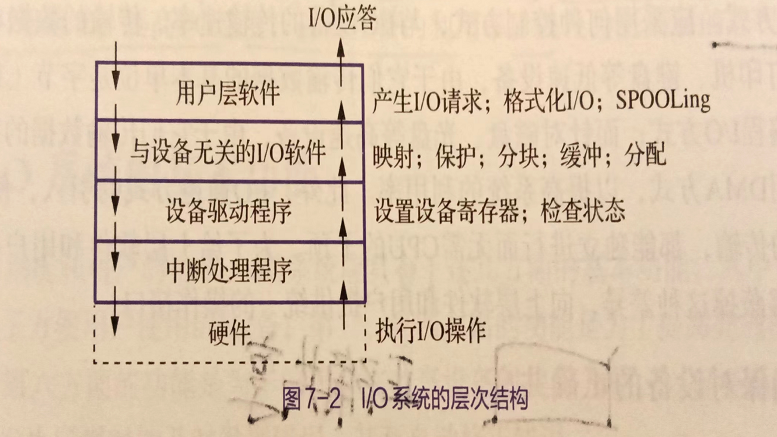 I/O应答
用户层软件 产生I/O请求；格式化I/O；SPOOLing
与设备无关的I/O软件 映射；保护；分块；缓冲；分配
设备驱动程序 设置设备寄存器；检查状态
中断处理程序
硬件 执行I/O操作
图7-2 I/O系统的层次结构